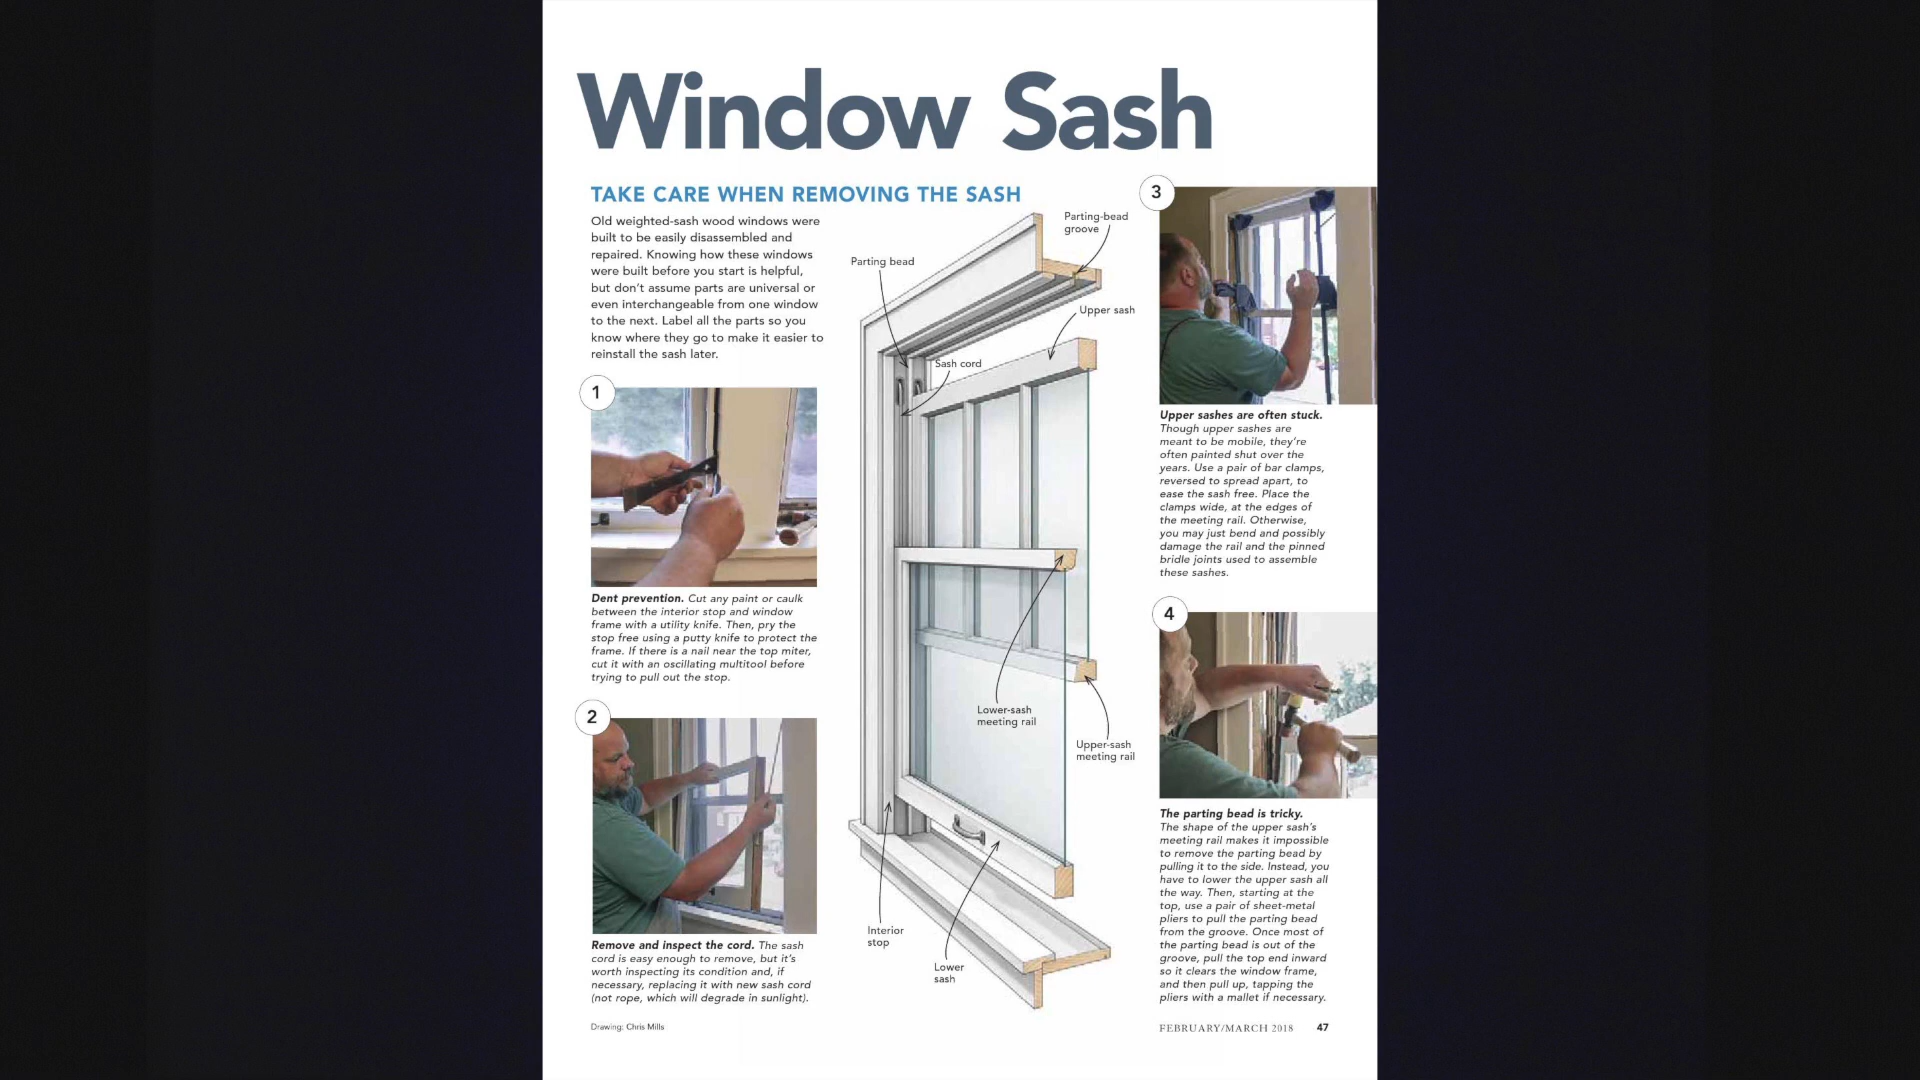 Window Sash
TAKE CARE WHEN REMOVING THE SASH
Old weighted-sash wood windows were
built to be easily disassembled and
repaired. Knowing how these windows
were built before you start is helpful,
but don't assume parts are universal or
even interchangeable from one window
to the next. Label all the parts so you
know where they go to make it easier to
reinstall the sash later.
1
Dent prevention. Cut any paint or caulk
between the interior stop and window
frame with a utility knife. Then, pry the
stop free using a putty knife to protect the
frame. If there is a nail near the top miter,
cut it with an oscillating multitool before
trying to pull out the stop.
2
Remove and inspect the cord. The sash
cord is easy enough to remove, but it's
worth inspecting its condition and, if
necessary, replacing it with new sash cord
(not rope, which will degrade in sunlight).
Drawing: Chris Mills
Parting-bead
groove
Parting bead
Upper sash
Sash cord
Lower-sash
meeting rail
Upper-sash
meeting rail
Interior
stop
Lower
sash
3
Upper sashes are often stuck.
Though upper sashes are
meant to be mobile, they're
often painted shut over the
years. Use a pair of bar clamps,
reversed to spread apart, to
ease the sash free. Place the
clamps wide, at the edges of
the meeting rail. Otherwise,
you may just bend and possibly
damage the rail and the pinned
bridle joints used to assemble
these sashes.
4
The parting bead is tricky.
The shape of the upper sash's
meeting rail makes it impossible
to remove the parting bead by
pulling it to the side. Instead, you
have to lower the upper sash all
the way. Then, starting at the
top, use a pair of sheet-metal
pliers to pull the parting bead
from the groove. Once most of
the parting bead is out of the
groove, pull the top end inward
so it clears the window frame,
and then pull up, tapping the
pliers with a mallet if necessary.
FEBRUARY/MARCH 2018 47